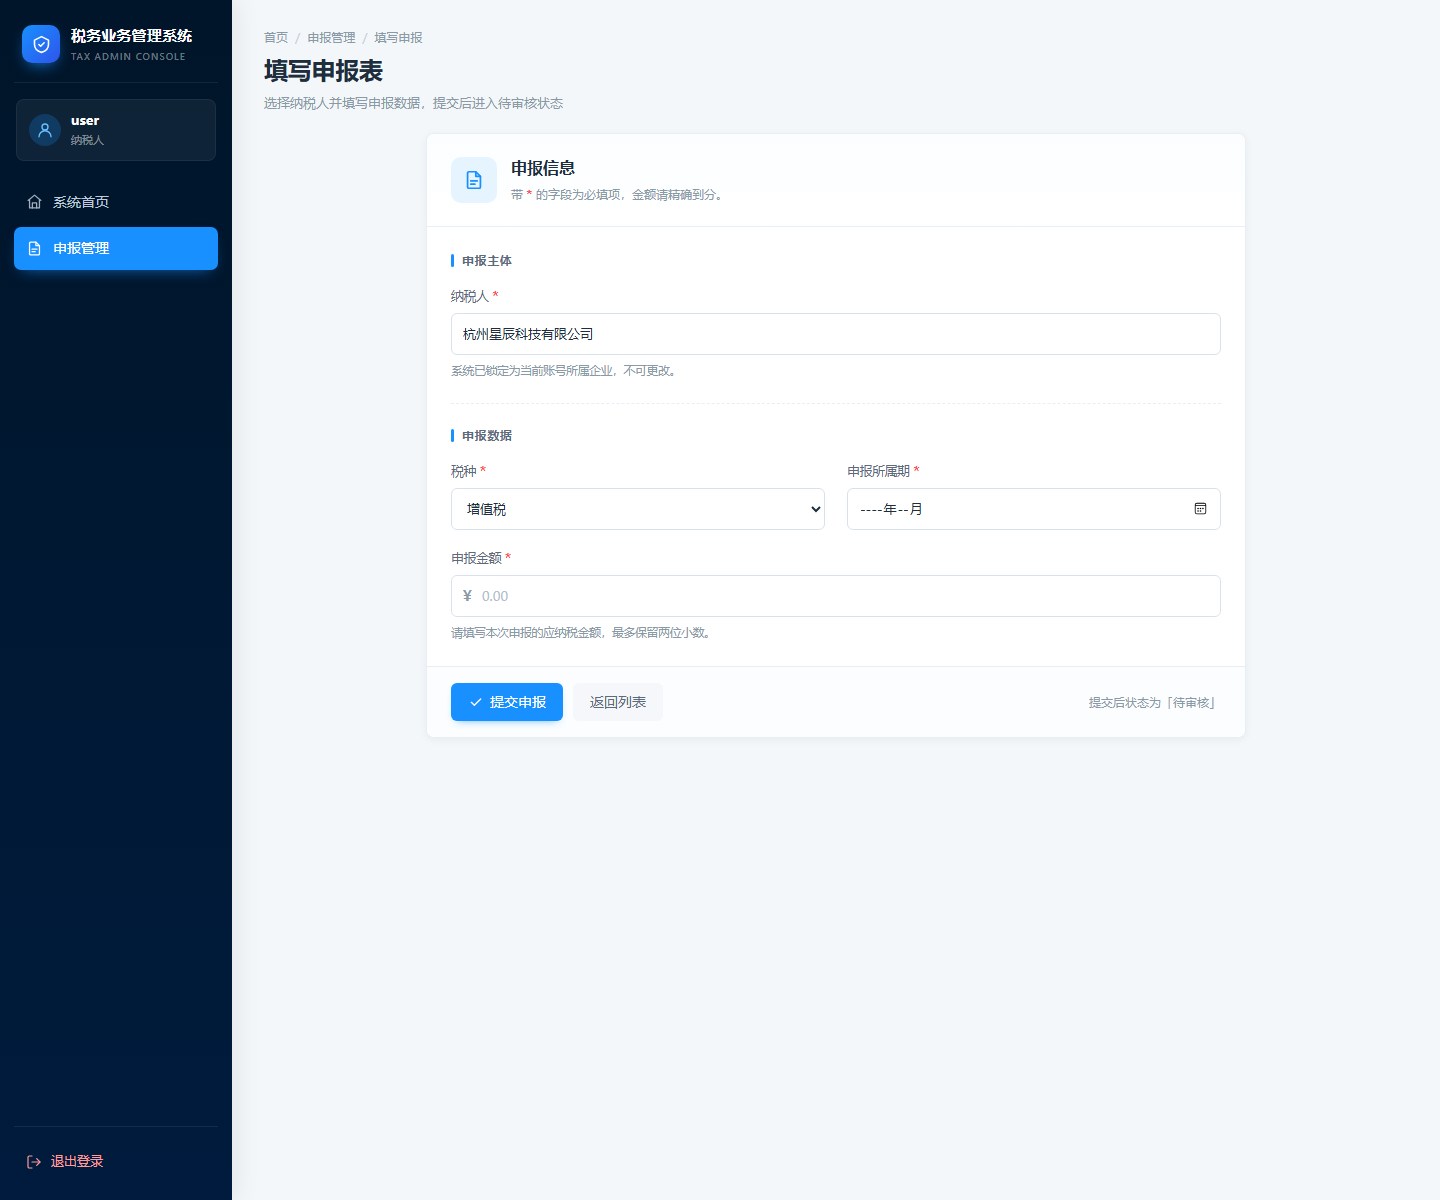 税务业务管理系统
TAX ADMIN CONSOLE
user
纳税人
系统首页
申报管理
退出登录
首页 / 申报管理 / 填写申报
填写申报表
选择纳税人并填写申报数据，提交后进入待审核状态
申报信息
带 * 的字段为必填项，金额请精确到分。
申报主体
纳税人 *
杭州星辰科技有限公司
系统已锁定为当前账号所属企业，不可更改。
申报数据
税种 *
申报所属期 *
增值税
----年--月
申报金额 *
¥ 0.00
请填写本次申报的应纳税金额，最多保留两位小数。
提交申报
返回列表
提交后状态为「待审核」